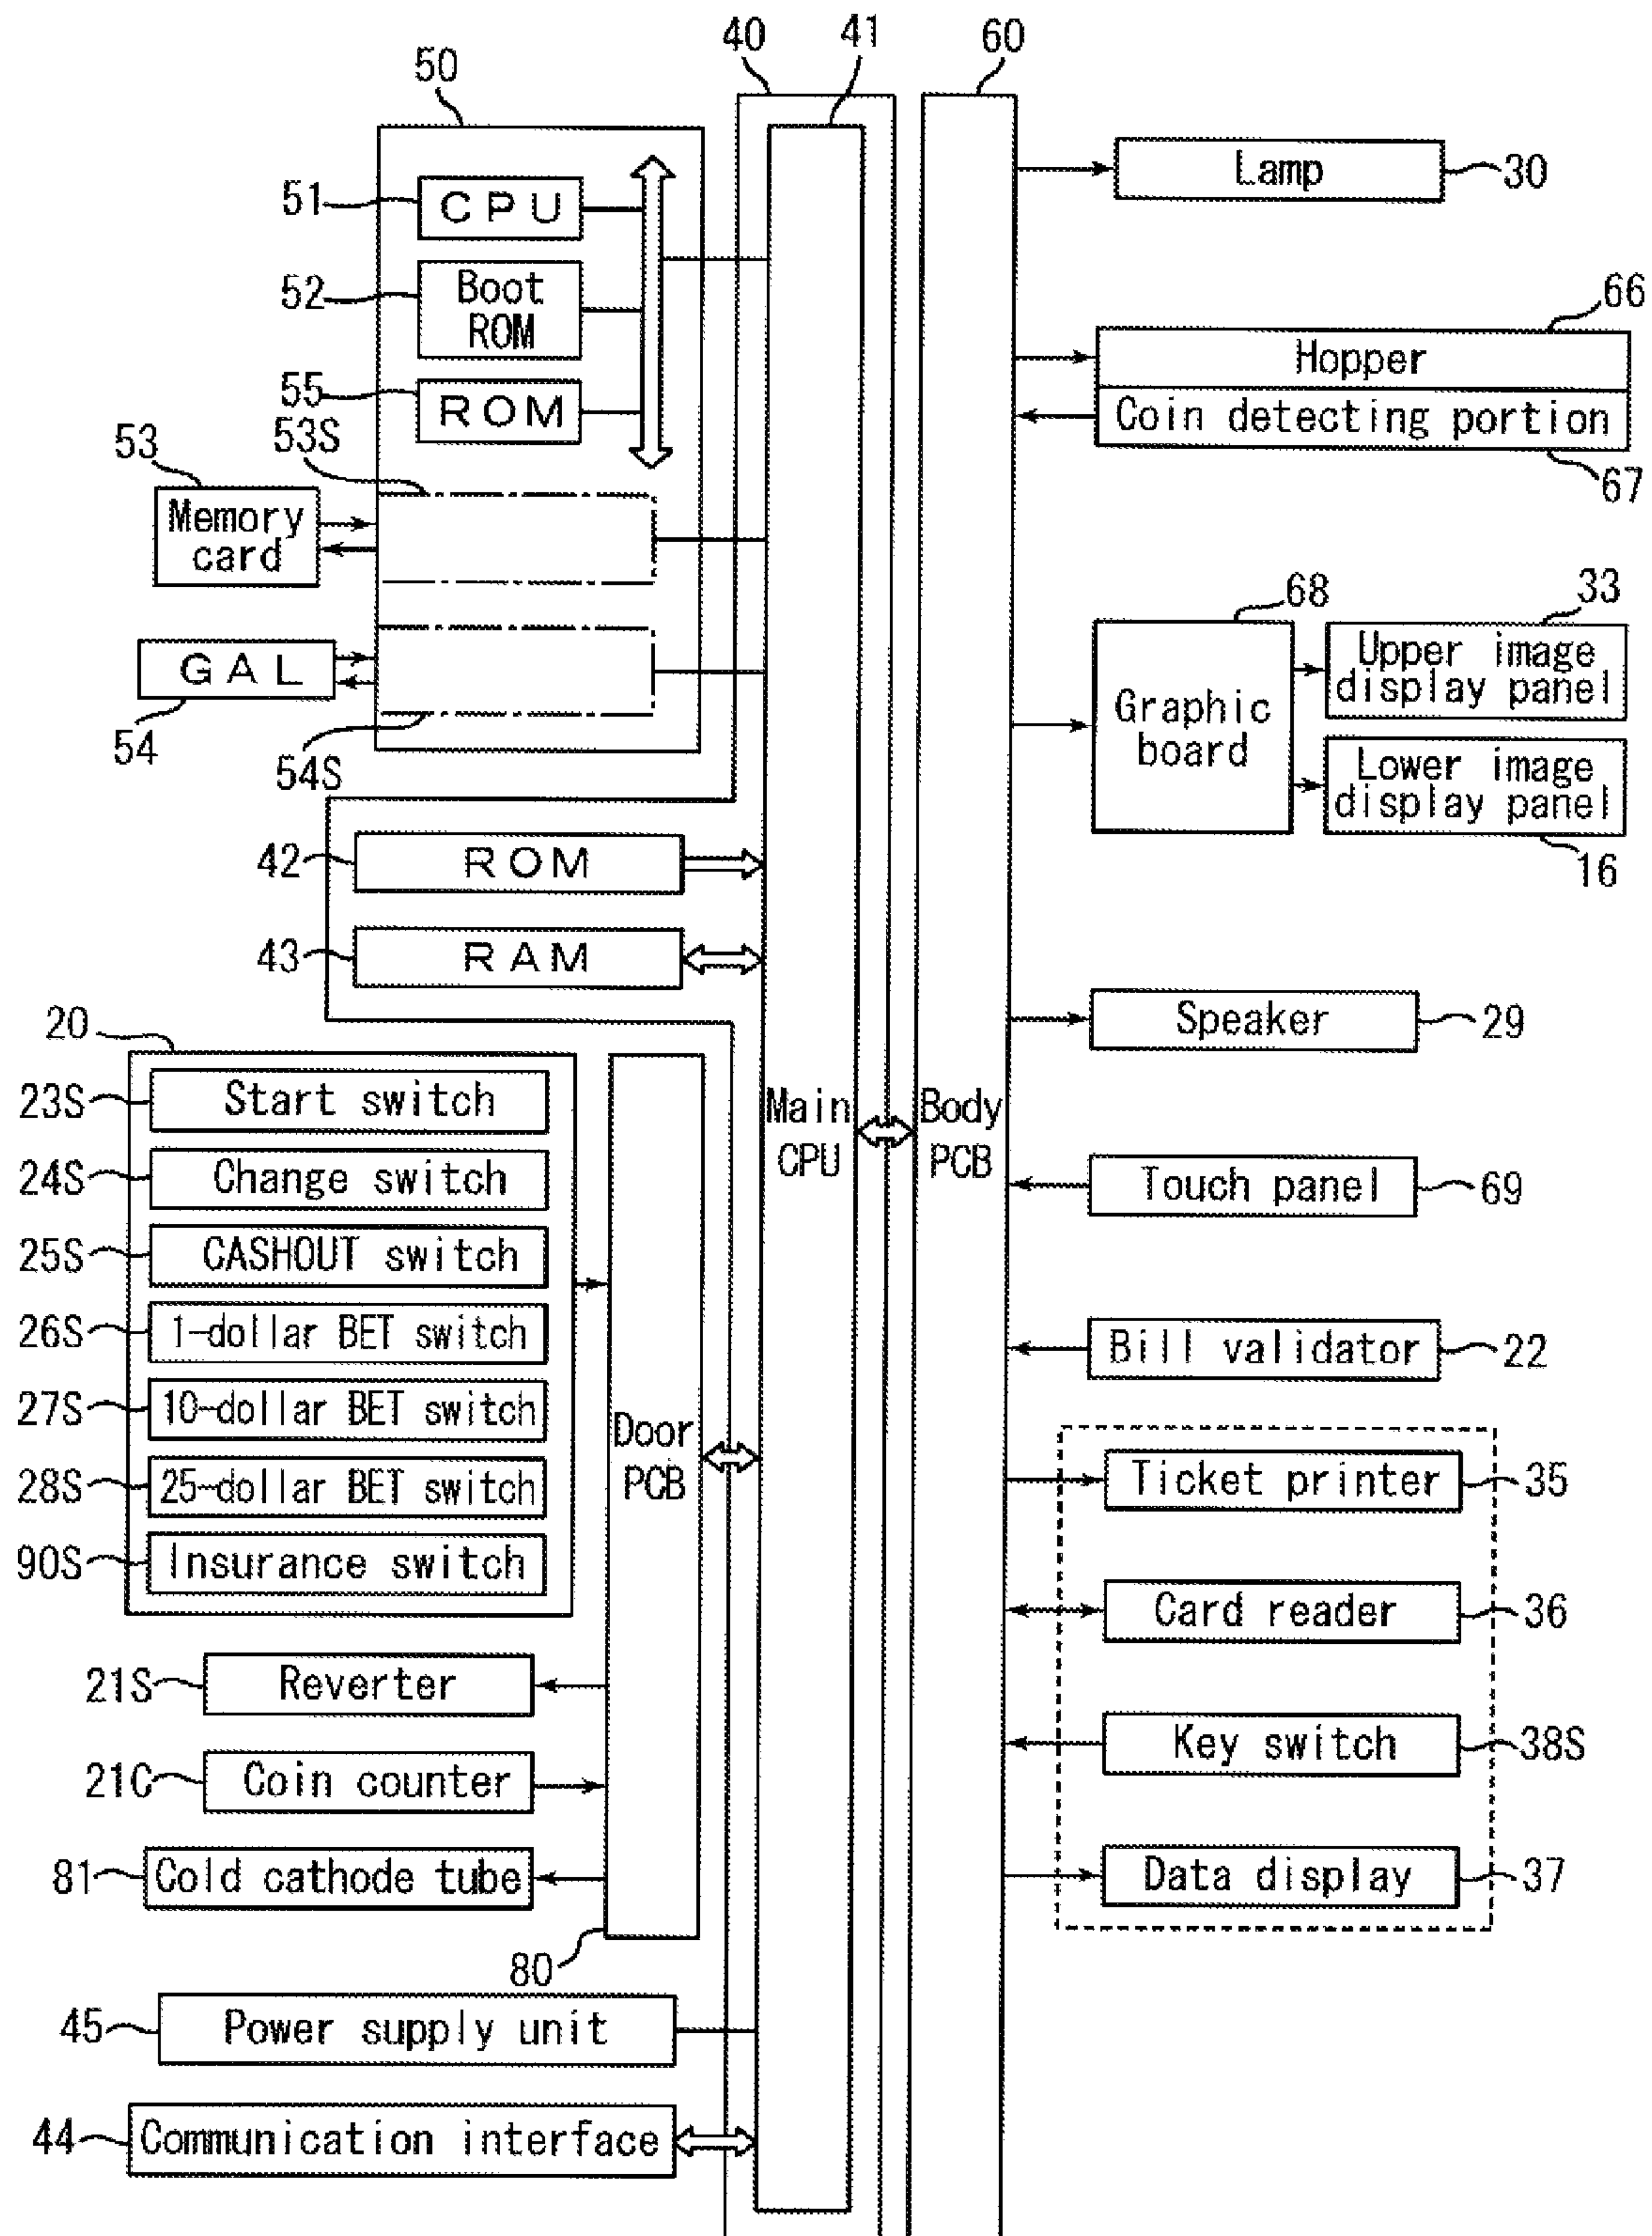 40
41
60
50
51
CPU
52
Boot
ROM
55
ROM
53S
53
Memory
card
GAL
54
54S
42
ROM
43
RAM
20
23S
Start switch
24S
Change switch
25S
CASHOUT switch
26S
1-dollar BET switch
27S
10-dollar BET switch
28S
25-dollar BET switch
90S
Insurance switch
21S
Reverter
21C
Coin counter
81
Cold cathode tube
Door
PCB
80
45
Power supply unit
44
Communication interface
Main
CPU
Body
PCB
Lamp
30
66
Hopper
Coin detecting portion
67
68
Graphic
board
33
Upper image
display panel
Lower image
display panel
16
Speaker
29
Touch panel
69
Bill validator
22
Ticket printer
35
Card reader
36
Key switch
38S
Data display
37